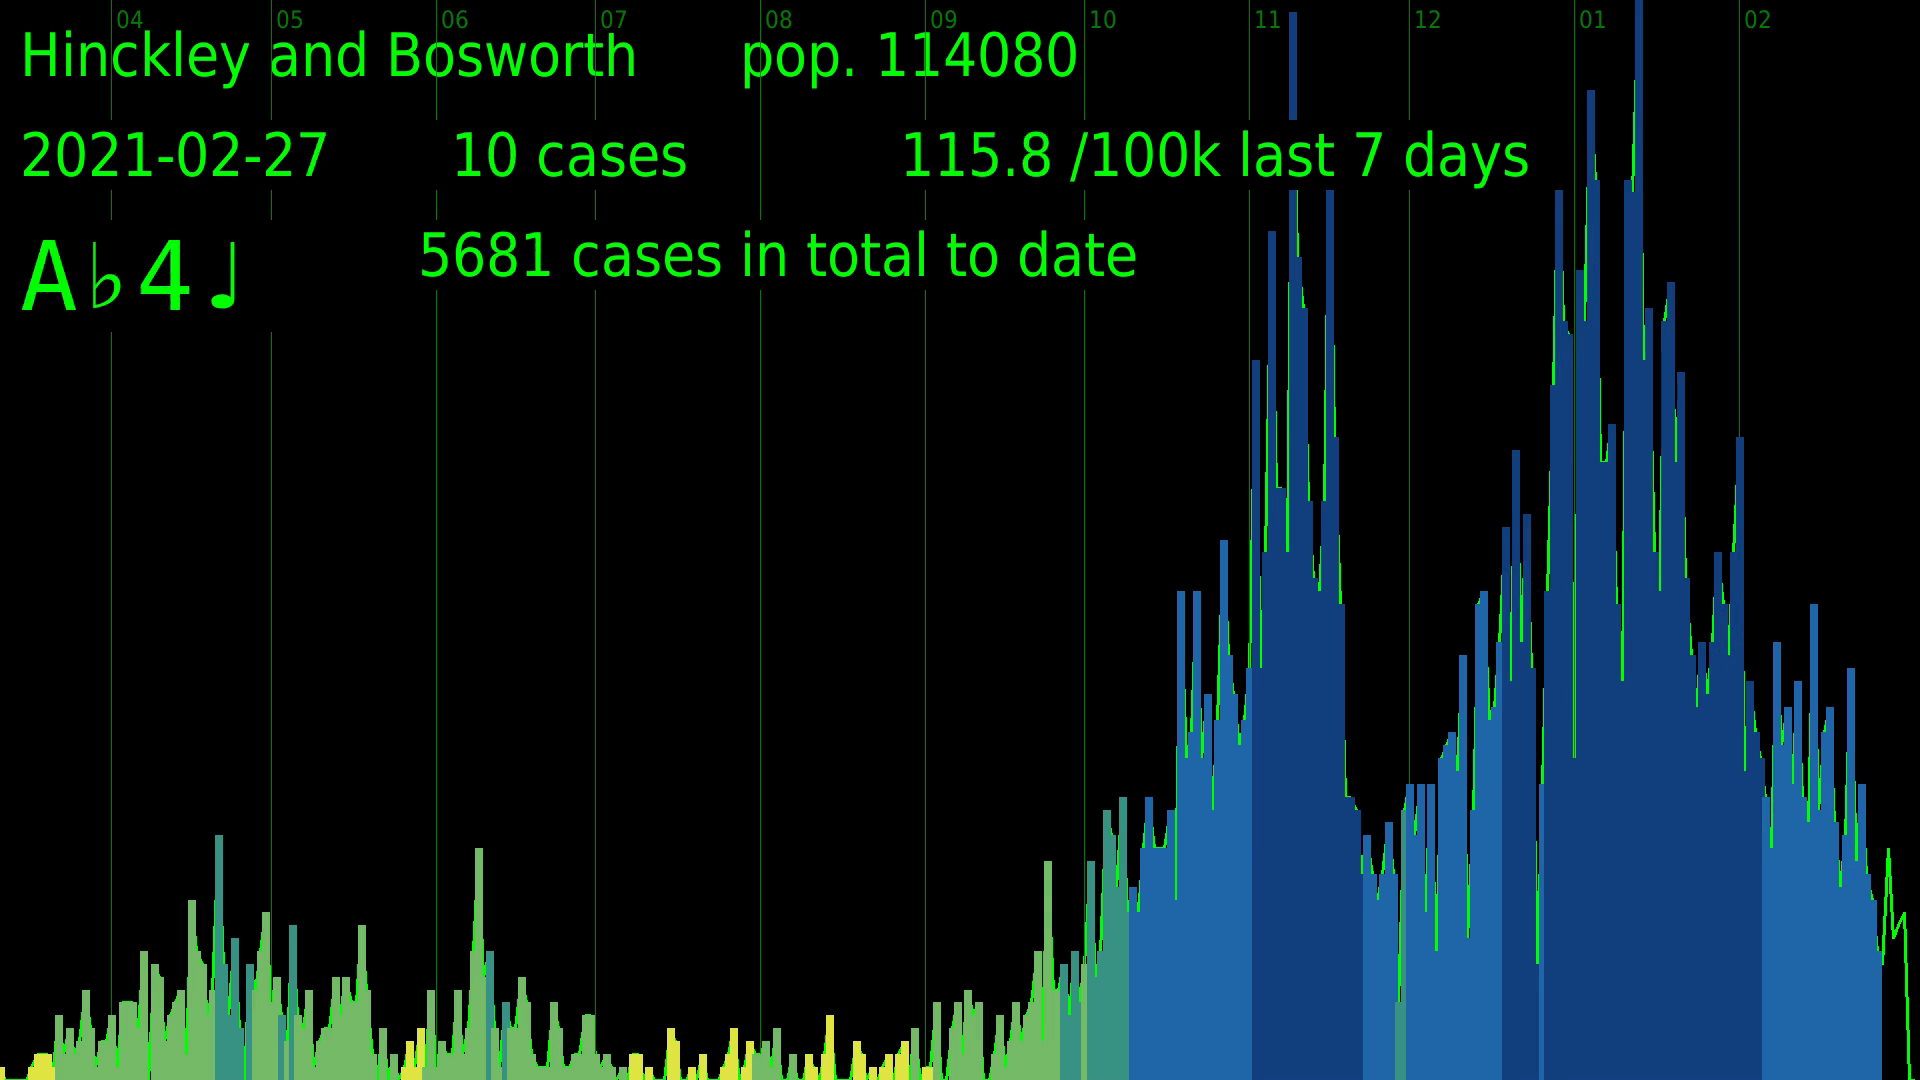 04 05 06 07 08 09 10 11 12 01 02
Hinckley and Bosworth pop. 114080
2021-02-27 10 cases 115.8 /100k last 7 days
A♭4♩ 5681 cases in total to date